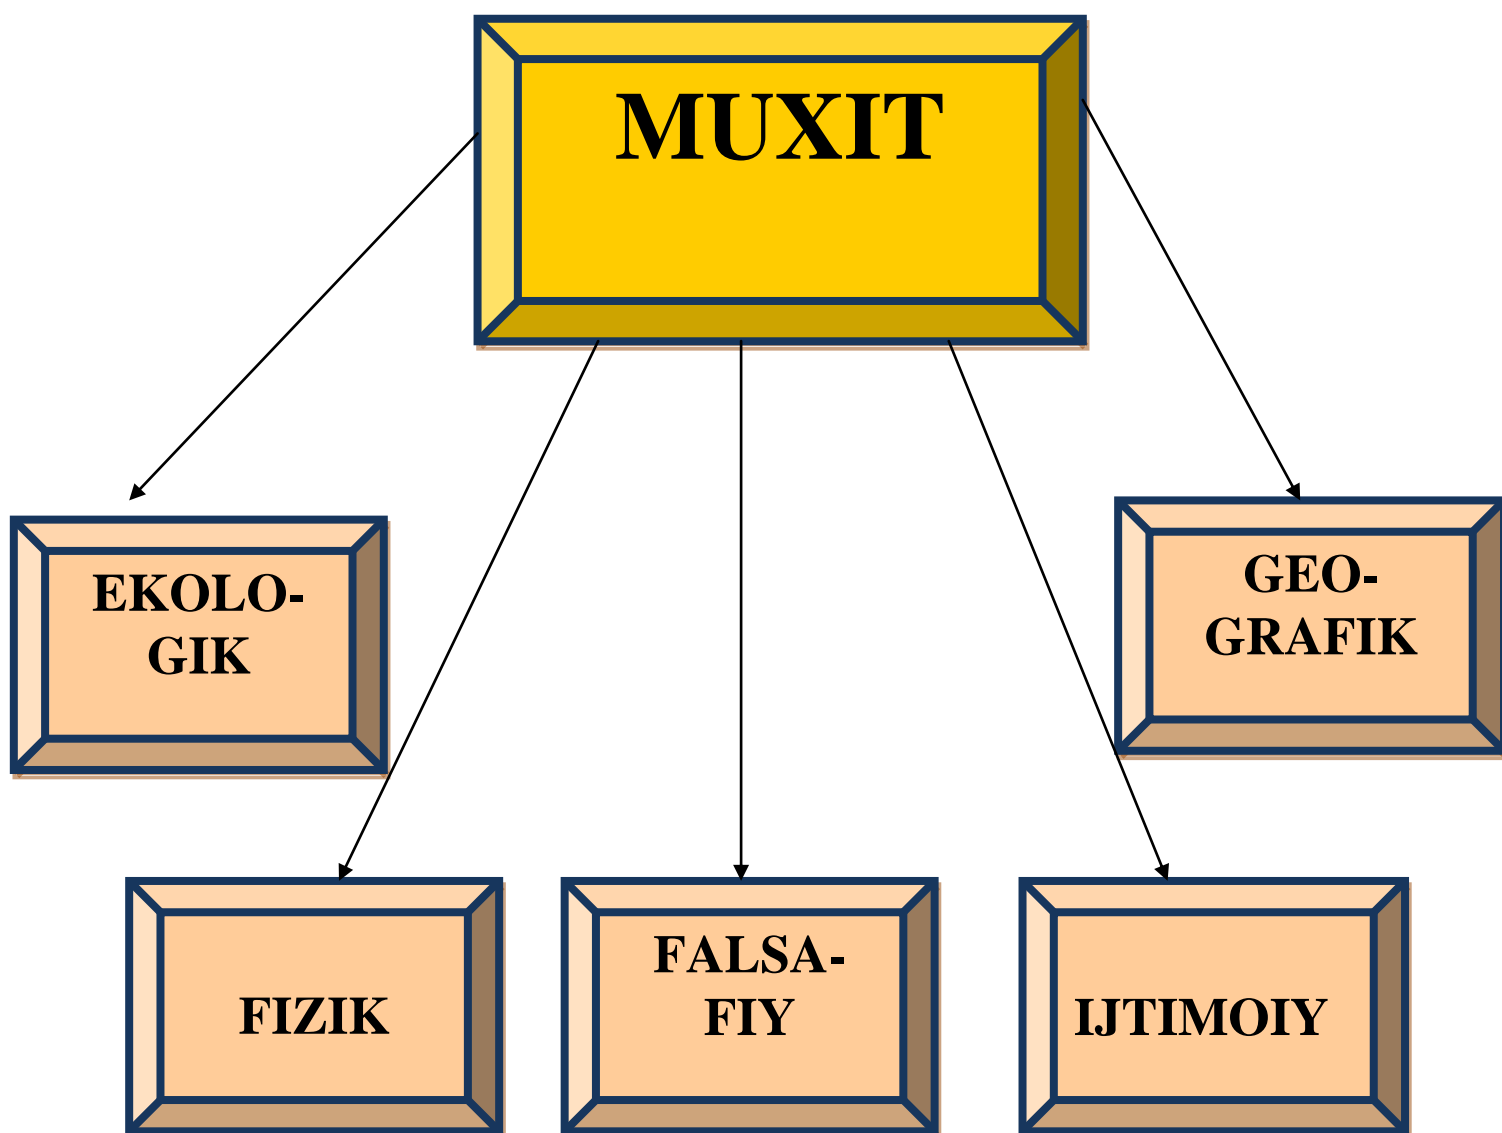 MUXIT
EKOLO-
GIK
GEO-
GRAFIK
FIZIK
FALSA-
FIY
IJTIMOIY